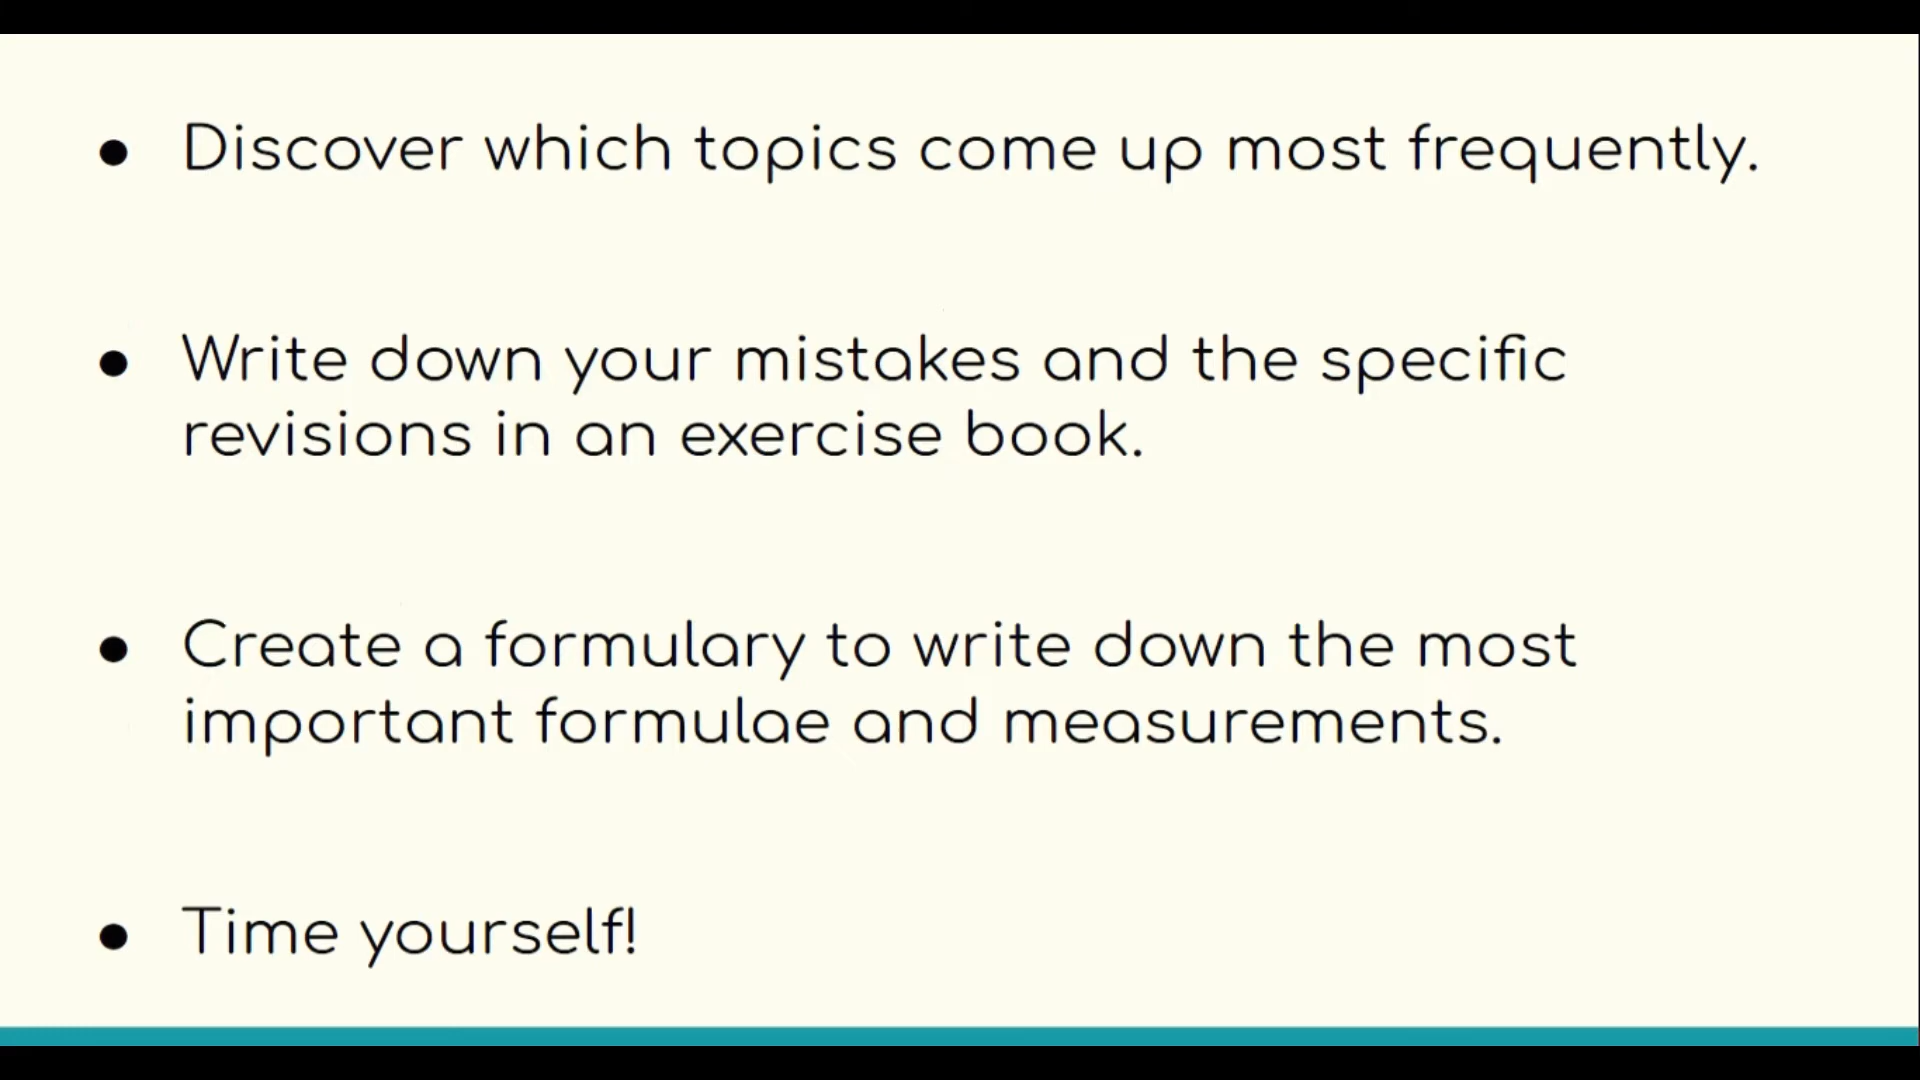 ● Discover which topics come up most frequently.
● Write down your mistakes and the specific
revisions in an exercise book.
● Create a formulary to write down the most
important formulae and measurements.
● Time yourself!